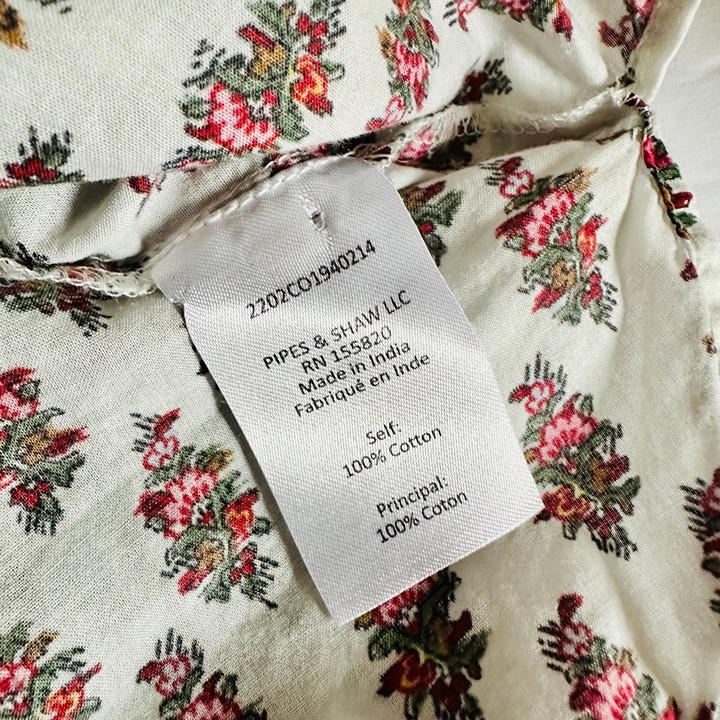 2202CO1940214
PIPES & SHAW LLC
RN 155820
Made in India
Fabriqué en Inde
Self:
100% Cotton
Principal:
100% Coton